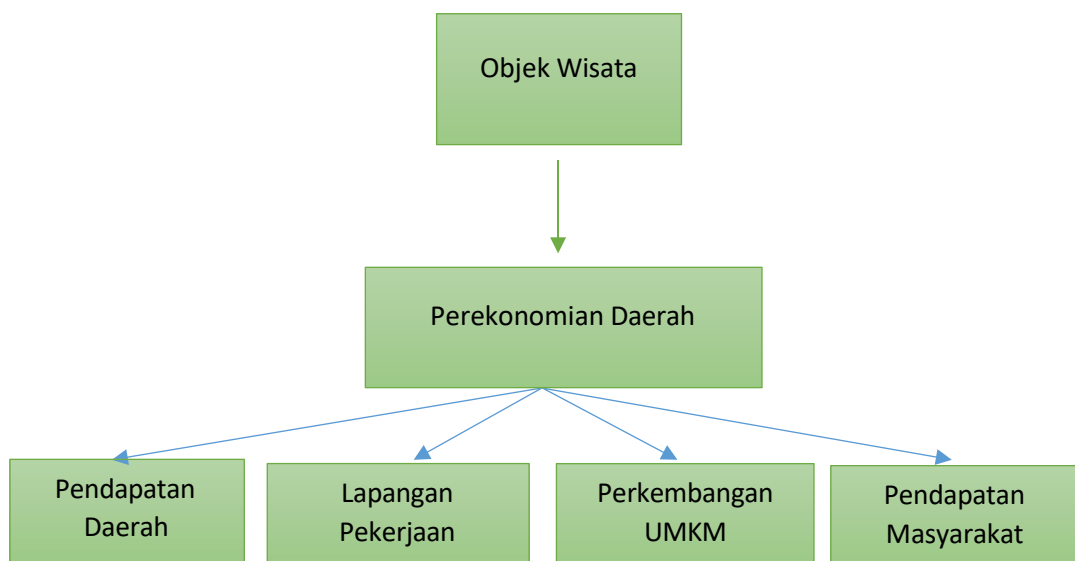 Objek Wisata
Perekonomian Daerah
Pendapatan
Daerah
Lapangan
Pekerjaan
Perkembangan
UMKM
Pendapatan
Masyarakat